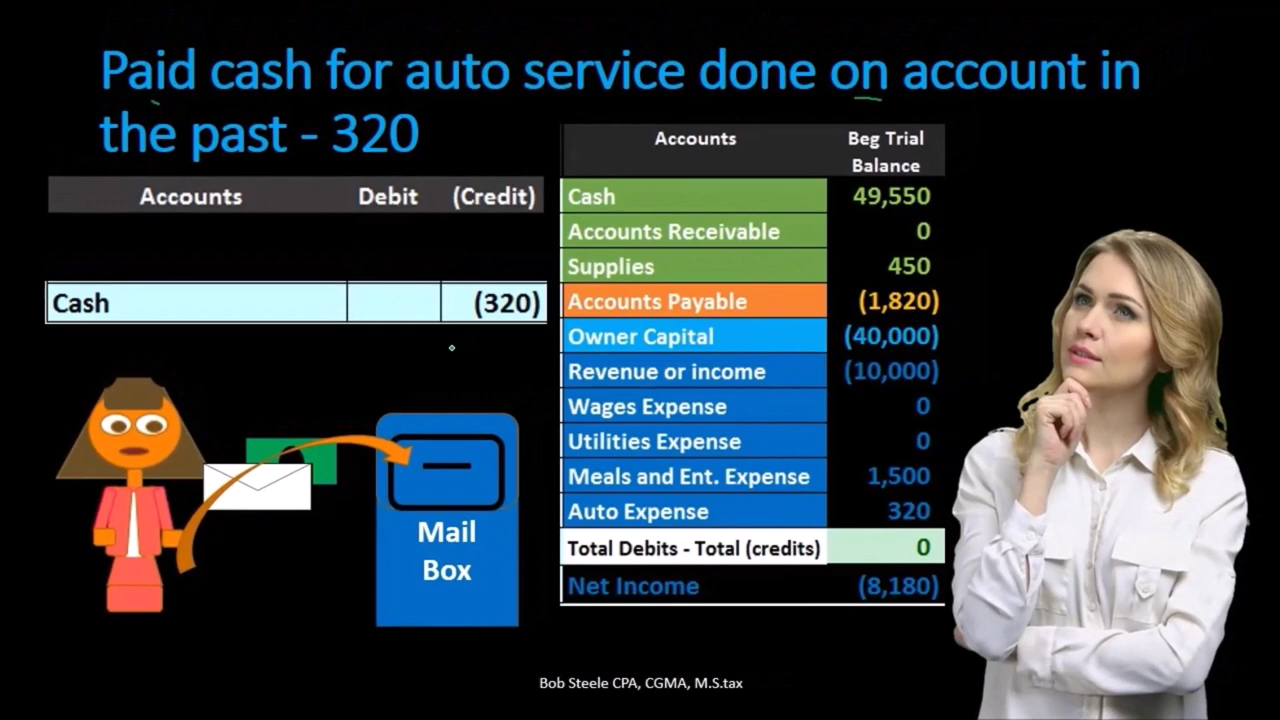 Paid cash for auto service done on account in
the past - 320
Accounts Debit (Credit)
Cash (320)
Mail
Box
Accounts Beg Trial
Balance
Cash 49,550
Accounts Receivable 0
Supplies 450
Accounts Payable (1,820)
Owner Capital (40,000)
Revenue or income (10,000)
Wages Expense 0
Utilities Expense 0
Meals and Ent. Expense 1,500
Auto Expense 320
Total Debits - Total (credits) 0
Net Income (8,180)
Bob Steele CPA, CGMA, M.S.tax